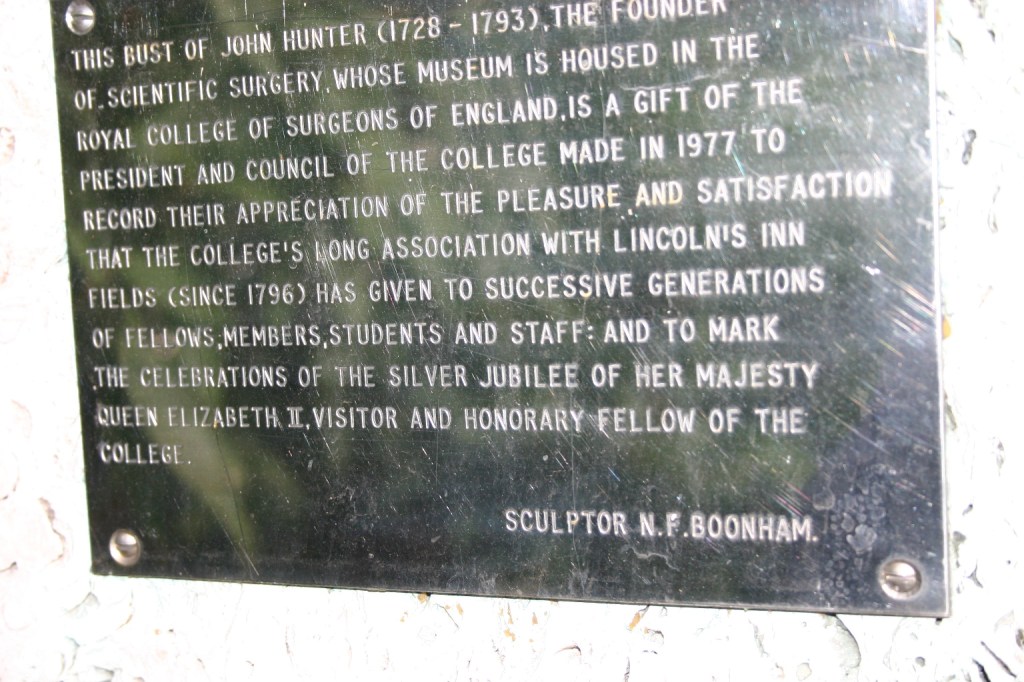 THIS BUST OF JOHN HUNTER (1728 - 1793), THE FOUNDER
OF SCIENTIFIC SURGERY, WHOSE MUSEUM IS HOUSED IN THE
ROYAL COLLEGE OF SURGEONS OF ENGLAND, IS A GIFT OF THE
PRESIDENT AND COUNCIL OF THE COLLEGE MADE IN 1977 TO
RECORD THEIR APPRECIATION OF THE PLEASURE AND SATISFACTION
THAT THE COLLEGE'S LONG ASSOCIATION WITH LINCOLN'S INN
FIELDS (SINCE 1796) HAS GIVEN TO SUCCESSIVE GENERATIONS
OF FELLOWS, MEMBERS, STUDENTS AND STAFF: AND TO MARK
THE CELEBRATIONS OF THE SILVER JUBILEE OF HER MAJESTY
QUEEN ELIZABETH II, VISITOR AND HONORARY FELLOW OF THE
COLLEGE.
SCULPTOR N.F. BOONHAM.